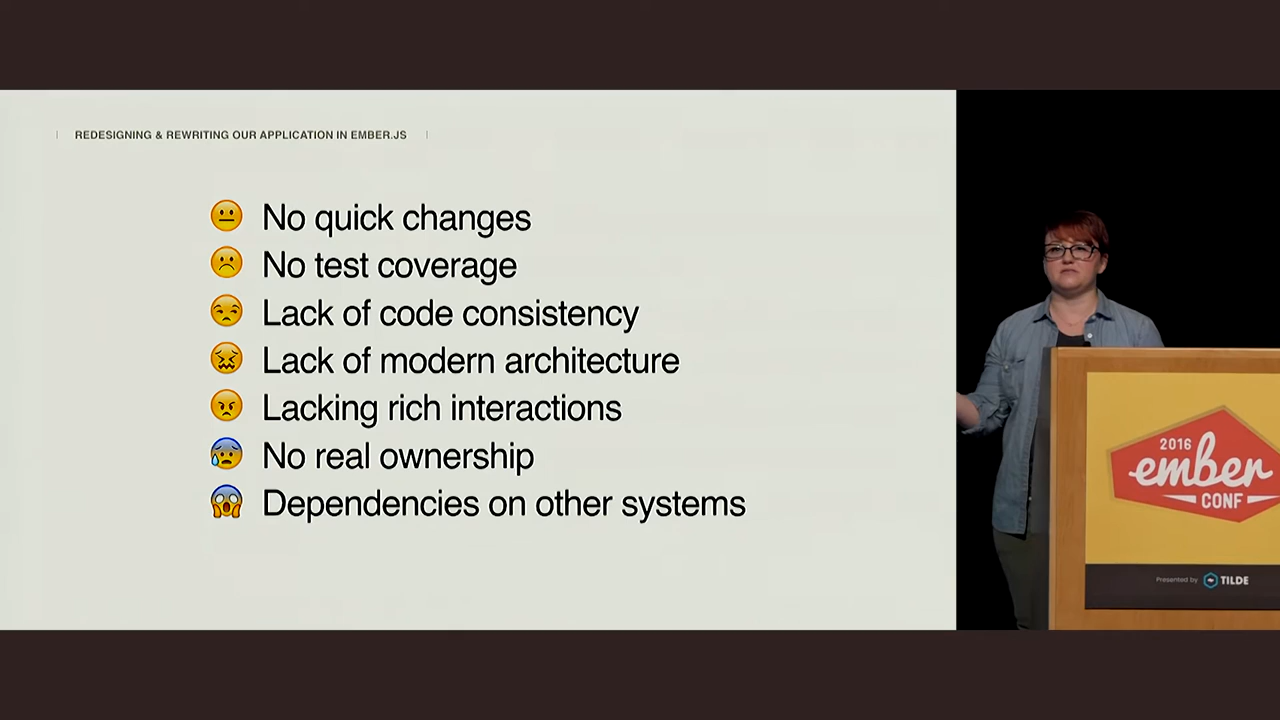 REDESIGNING & REWRITING OUR APPLICATION IN EMBER.JS
No quick changes
No test coverage
Lack of code consistency
Lack of modern architecture
Lacking rich interactions
No real ownership
Dependencies on other systems
2016
ember
CONF
Presented by TILDE